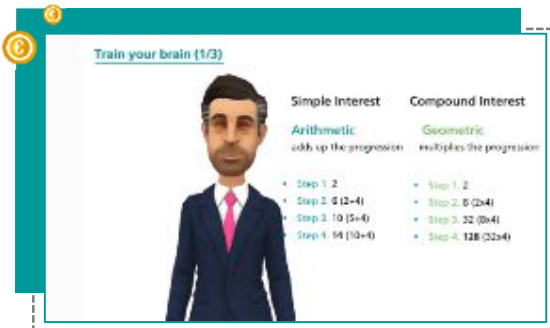 Train your brain (1/3)
Simple Interest
Arithmetic
adds up the progression
Step 1. 2
Step 2. 6 (2+4)
Step 3. 10 (6+4)
Step 4. 14 (10+4)
Compound Interest
Geometric
multiplies the progression
Step 1. 2
Step 2. 8 (2x4)
Step 3. 32 (8x4)
Step 4. 128 (32x4)